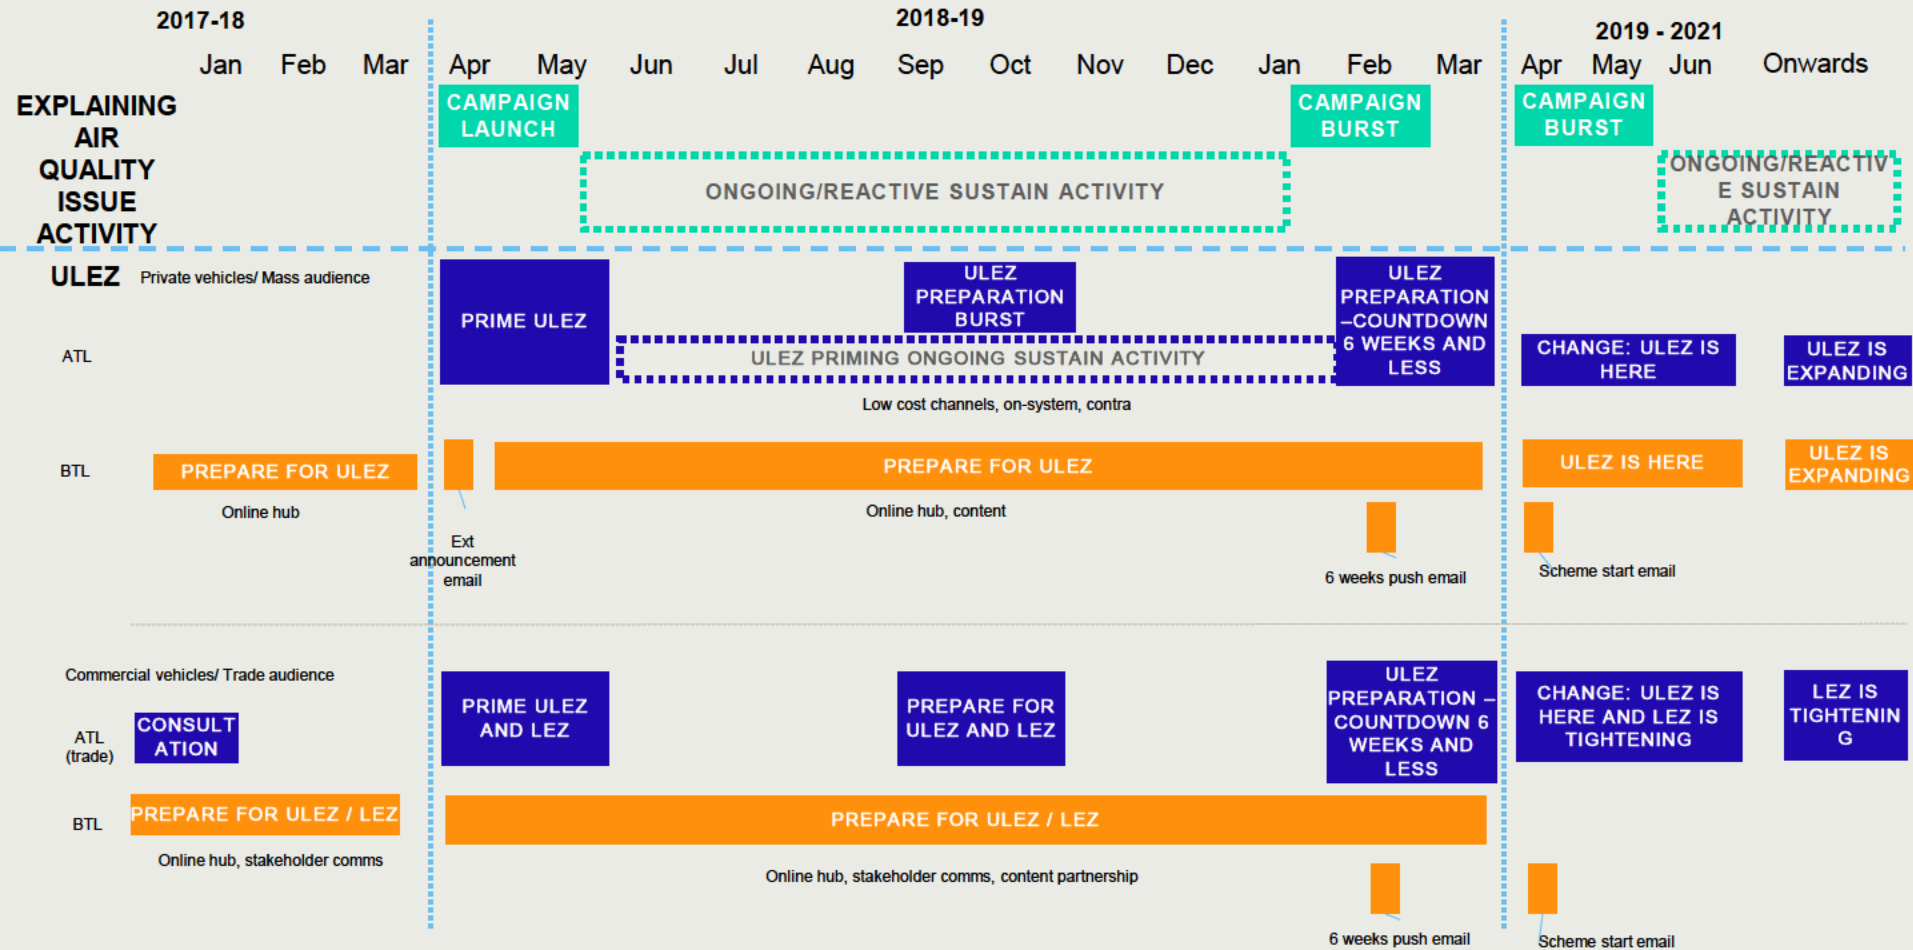 2017-18
2018-19
2019 - 2021
Jan Feb Mar Apr May Jun Jul Aug Sep Oct Nov Dec Jan Feb Mar Apr May Jun Onwards
EXPLAINING
AIR
QUALITY
ISSUE
ACTIVITY
CAMPAIGN
LAUNCH
CAMPAIGN
BURST
CAMPAIGN
BURST
ONGOING/REACTIVE SUSTAIN ACTIVITY
ONGOING/REACTIV
E SUSTAIN
ACTIVITY
ULEZ
Private vehicles/ Mass audience
ATL
PRIME ULEZ
ULEZ
PREPARATION
BURST
ULEZ PRIMING ONGOING SUSTAIN ACTIVITY
Low cost channels, on-system, contra
ULEZ
PREPARATION
–COUNTDOWN
6 WEEKS AND
LESS
CHANGE: ULEZ IS
HERE
ULEZ IS
EXPANDING
BTL
PREPARE FOR ULEZ
Online hub
Ext
announcement
email
PREPARE FOR ULEZ
Online hub, content
6 weeks push email
ULEZ IS HERE
Scheme start email
ULEZ IS
EXPANDING
Commercial vehicles/ Trade audience
ATL
(trade)
CONSULT
ATION
PRIME ULEZ
AND LEZ
PREPARE FOR
ULEZ AND LEZ
ULEZ
PREPARATION –
COUNTDOWN 6
WEEKS AND
LESS
CHANGE: ULEZ IS
HERE AND LEZ IS
TIGHTENING
LEZ IS
TIGHTENIN
G
BTL
PREPARE FOR ULEZ / LEZ
Online hub, stakeholder comms
PREPARE FOR ULEZ / LEZ
Online hub, stakeholder comms, content partnership
6 weeks push email
Scheme start email